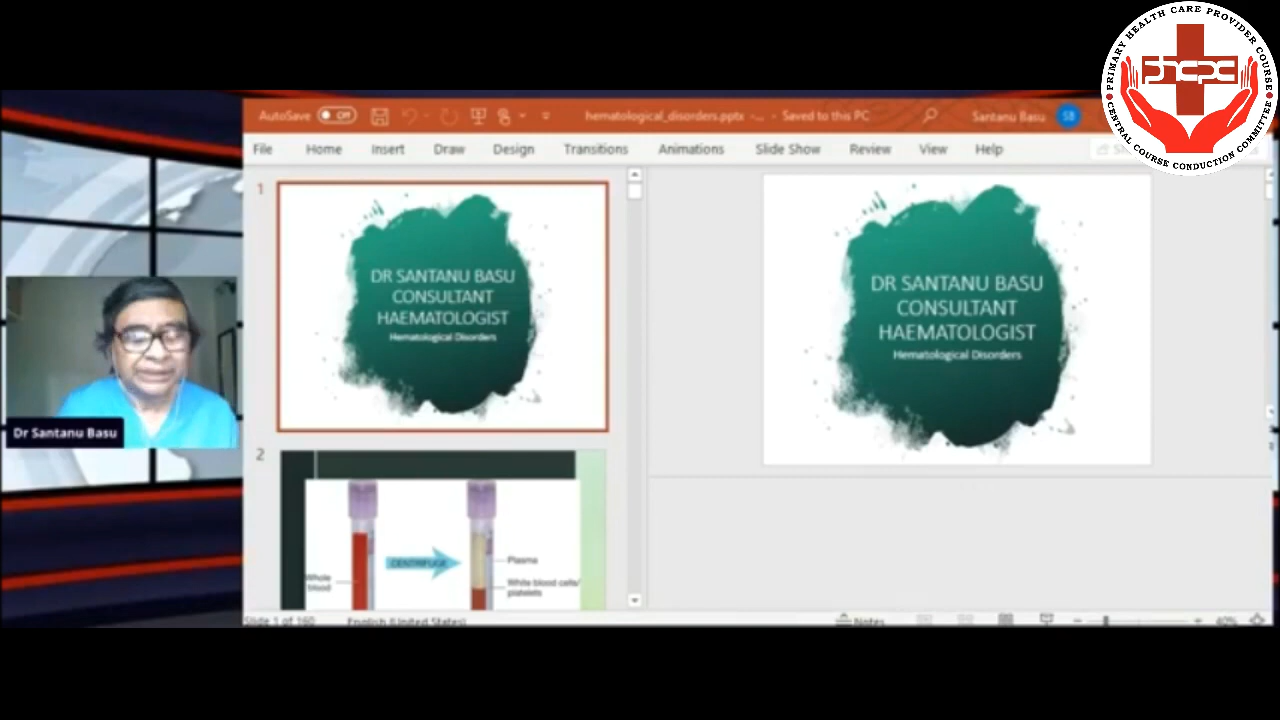 PRIMARY HEALTH CARE PROVIDER COURSE
CENTRAL COURSE CONDUCTION COMMITTEE
AutoSave
Off
hematological_disorders.pptx
Saved to this PC
Santanu Basu
SB
File
Home
Insert
Draw
Design
Transitions
Animations
Slide Show
Review
View
Help
1
DR SANTANU BASU
CONSULTANT
HAEMATOLOGIST
Hematological Disorders
2
CENTRIFUGE
Whole
blood
Plasma
White blood cells/
platelets
DR SANTANU BASU
CONSULTANT
HAEMATOLOGIST
Hematological Disorders
Dr Santanu Basu
Slide 1 of 160
English (United States)
Notes
40%